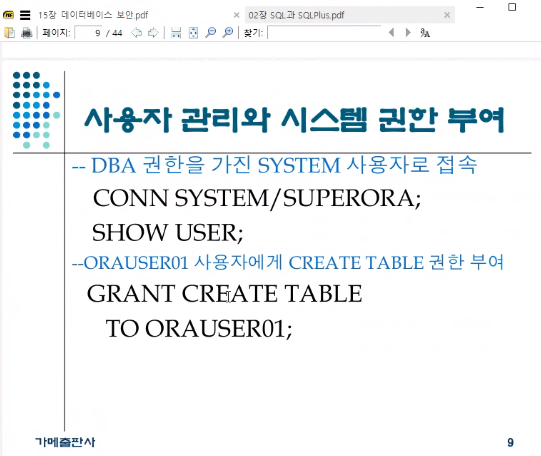 15장 데이터베이스 보안.pdf
02장 SQL과 SQLPlus.pdf
페이지: 9 / 44 찾기:
사용자 관리와 시스템 권한 부여
-- DBA 권한을 가진 SYSTEM 사용자로 접속
CONN SYSTEM/SUPERORA;
SHOW USER;
--ORAUSER01 사용자에게 CREATE TABLE 권한 부여
GRANT CREATE TABLE
TO ORAUSER01;
가메출판사
9